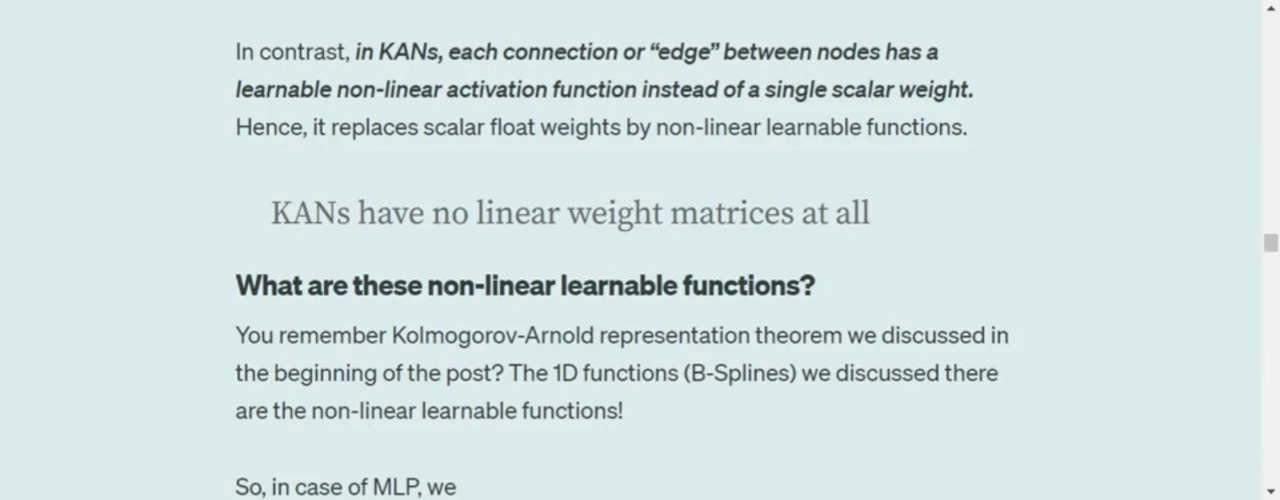 In contrast, in KANs, each connection or “edge” between nodes has a
learnable non-linear activation function instead of a single scalar weight.
Hence, it replaces scalar float weights by non-linear learnable functions.
KANs have no linear weight matrices at all
What are these non-linear learnable functions?
You remember Kolmogorov-Arnold representation theorem we discussed in
the beginning of the post? The 1D functions (B-Splines) we discussed there
are the non-linear learnable functions!
So, in case of MLP, we